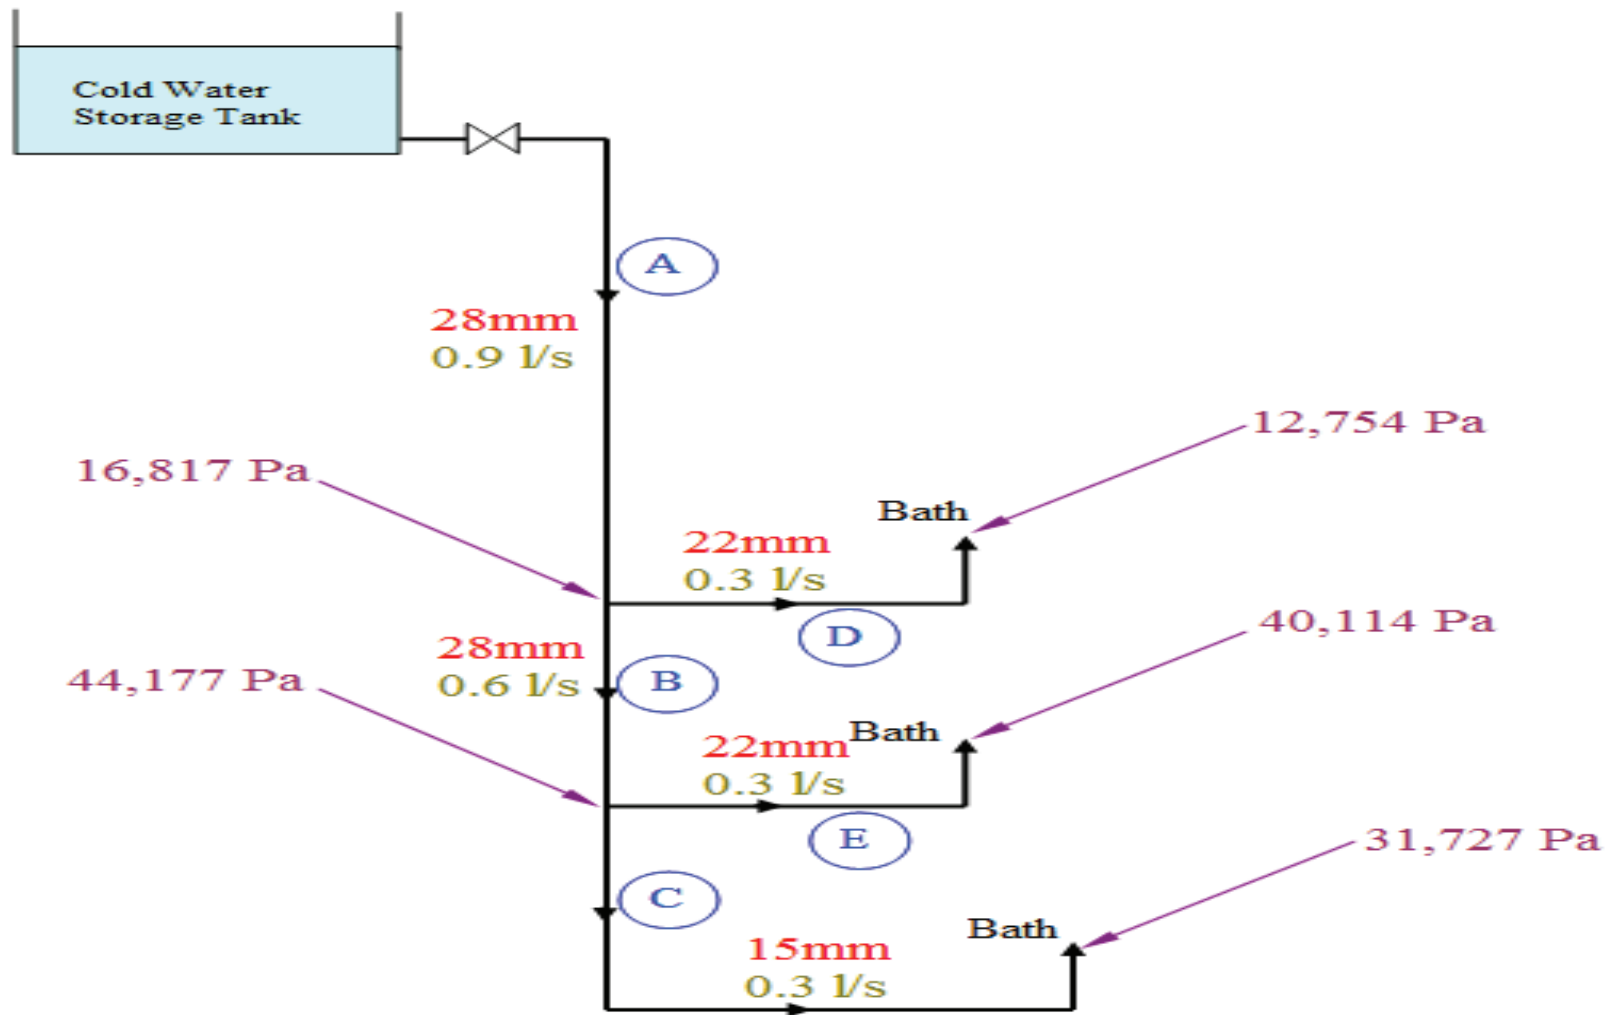 Cold Water
Storage Tank
A
28mm
0.9 l/s
12,754 Pa
16,817 Pa
Bath
22mm
0.3 l/s
D
40,114 Pa
28mm
0.6 l/s
B
44,177 Pa
Bath
22mm
0.3 l/s
E
31,727 Pa
C
Bath
15mm
0.3 l/s